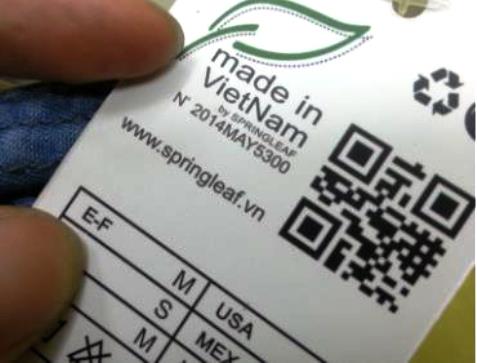 made in
VietNam
by SPRINGLEAF
N° 2014MAY5300
www.springleaf.vn
E-F M USA
S MEX
M